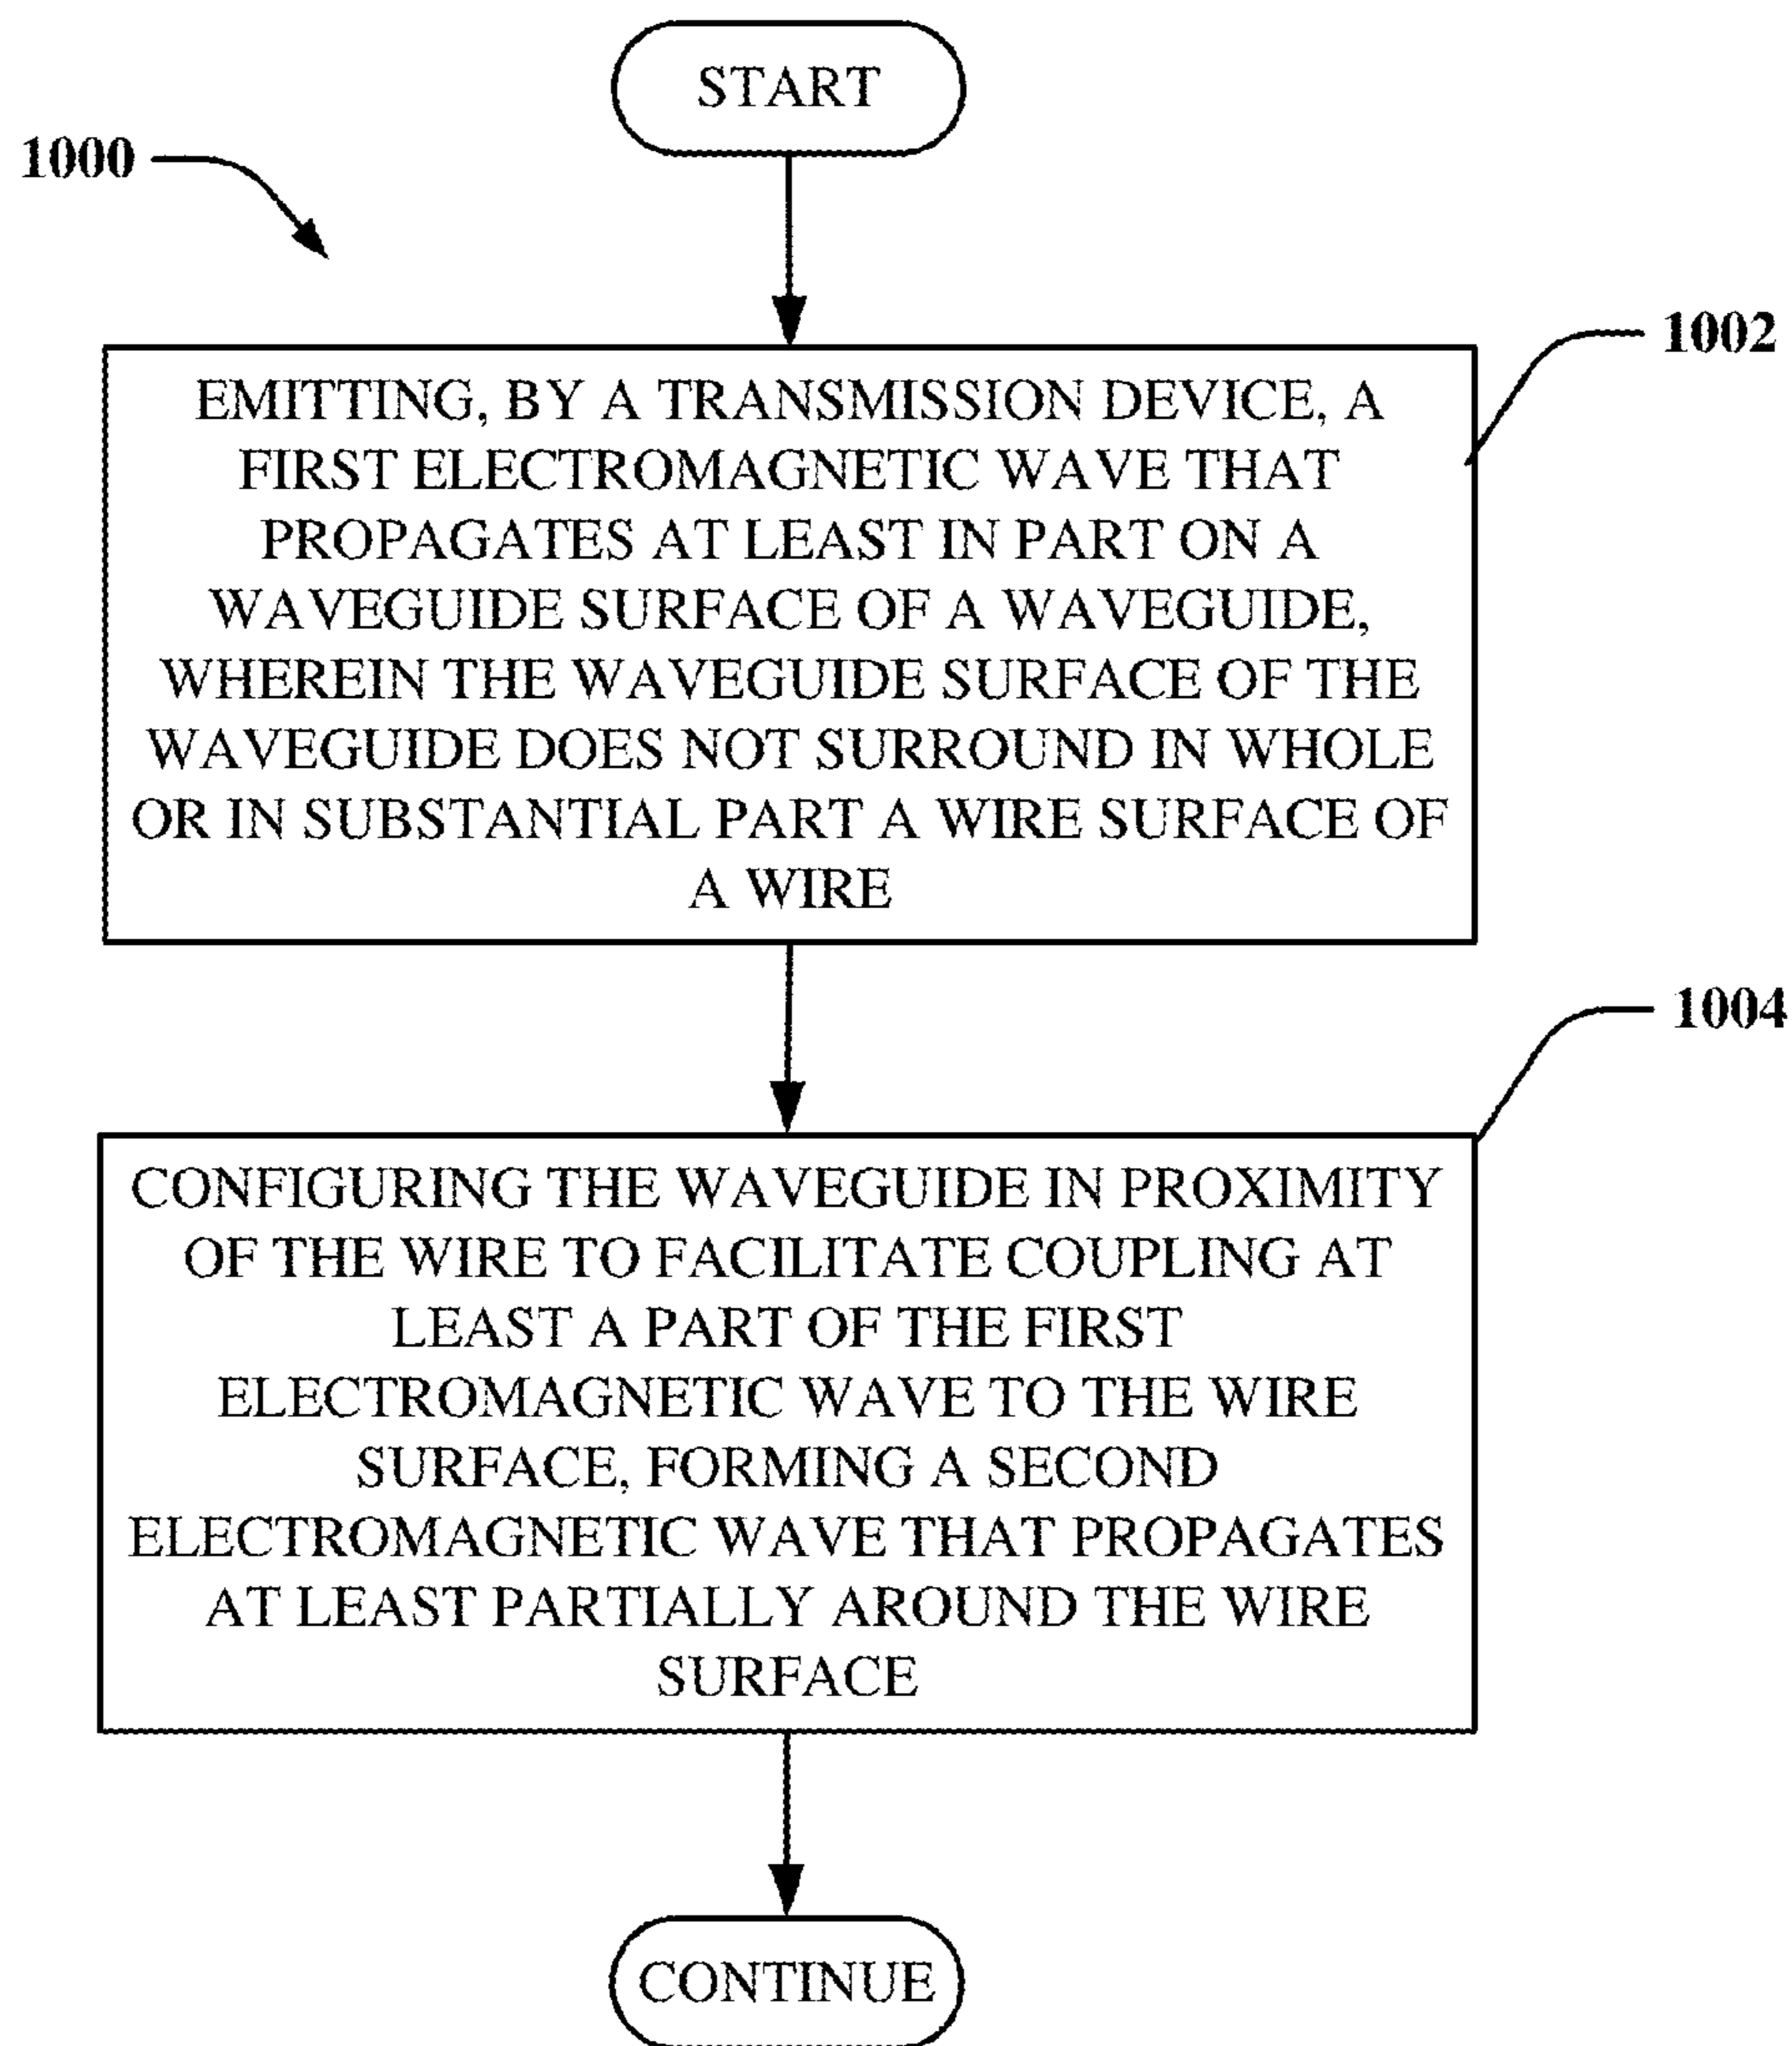 START
1000
1002
EMITTING, BY A TRANSMISSION DEVICE, A
FIRST ELECTROMAGNETIC WAVE THAT
PROPAGATES AT LEAST IN PART ON A
WAVEGUIDE SURFACE OF A WAVEGUIDE,
WHEREIN THE WAVEGUIDE SURFACE OF THE
WAVEGUIDE DOES NOT SURROUND IN WHOLE
OR IN SUBSTANTIAL PART A WIRE SURFACE OF
A WIRE
1004
CONFIGURING THE WAVEGUIDE IN PROXIMITY
OF THE WIRE TO FACILITATE COUPLING AT
LEAST A PART OF THE FIRST
ELECTROMAGNETIC WAVE TO THE WIRE
SURFACE, FORMING A SECOND
ELECTROMAGNETIC WAVE THAT PROPAGATES
AT LEAST PARTIALLY AROUND THE WIRE
SURFACE
CONTINUE